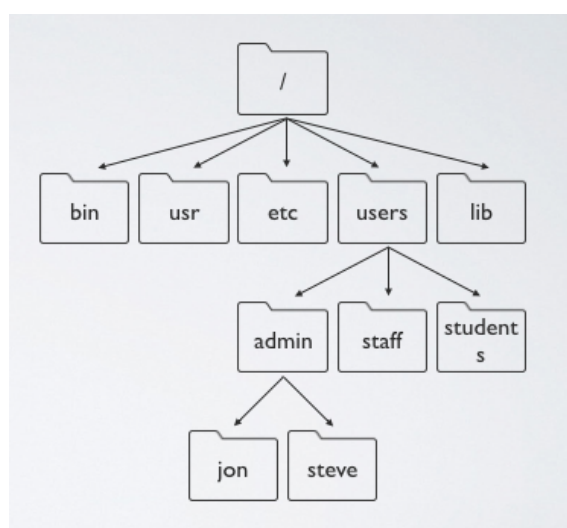 /
bin
usr
etc
users
lib
admin
staff
student
s
jon
steve